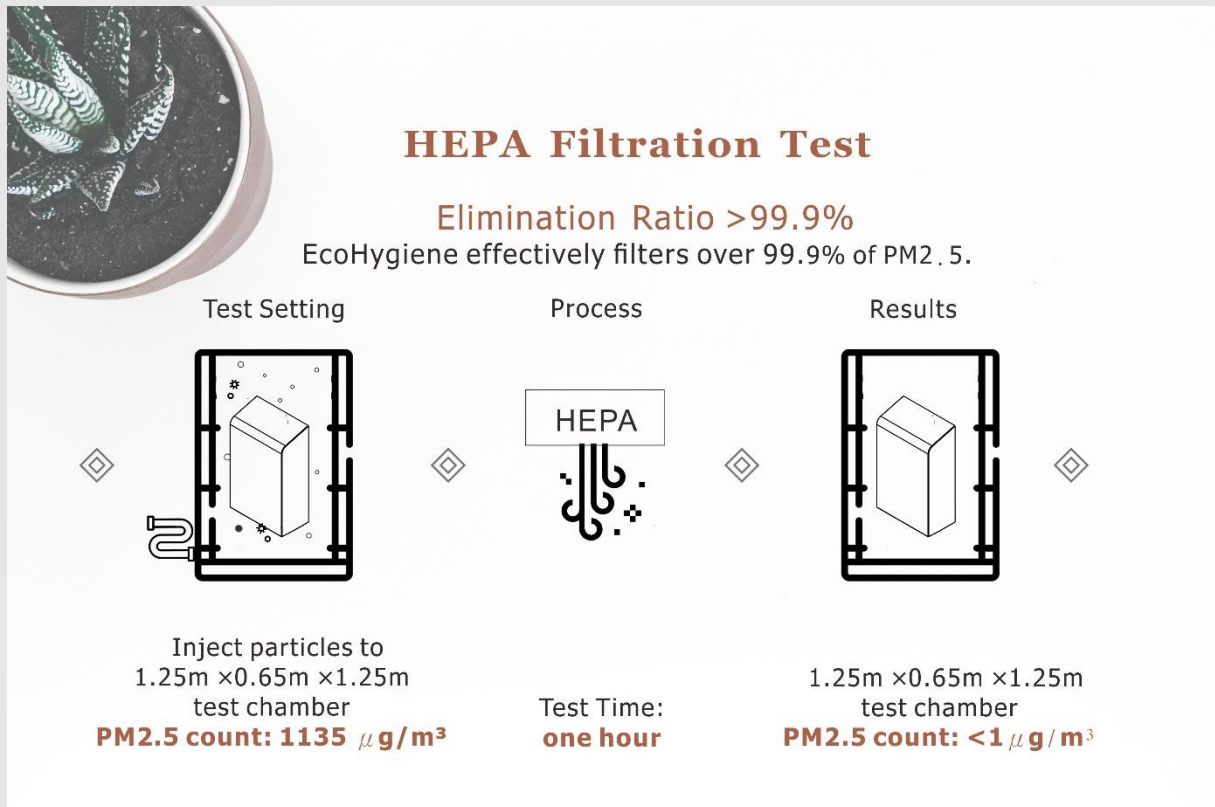 HEPA Filtration Test
Elimination Ratio >99.9%
EcoHygiene effectively filters over 99.9% of PM2.5.
Test Setting
Process
Results
HEPA
Inject particles to
1.25m ×0.65m ×1.25m
test chamber
PM2.5 count: 1135 μg/m³
Test Time:
one hour
1.25m ×0.65m ×1.25m
test chamber
PM2.5 count: <1μg/m³